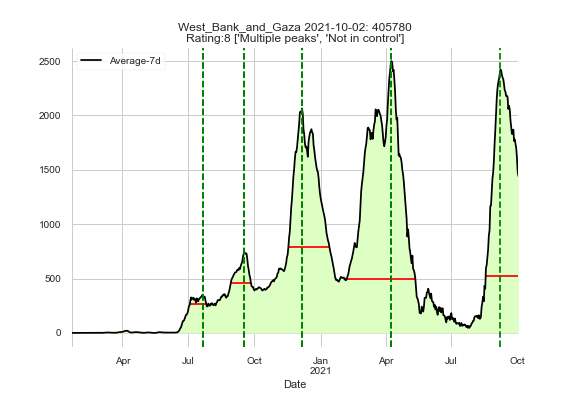 West_Bank_and_Gaza 2021-10-02: 405780
Rating:8 ['Multiple peaks', 'Not in control']
Average-7d
2500
2000
1500
1000
500
0
Apr Jul Oct Jan Apr Jul Oct
2021
Date